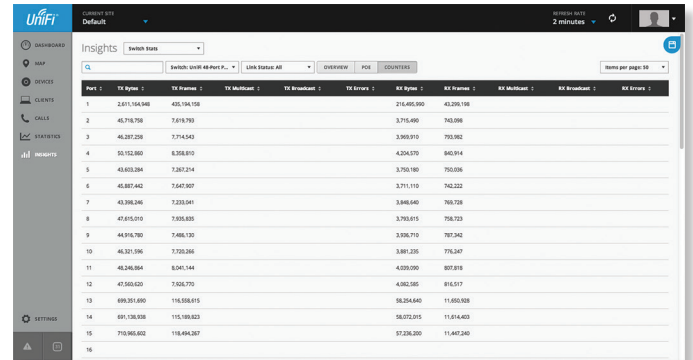 UniFi
CURRENT SITE
Default
REFRESH RATE
2 minutes
DASHBOARD
MAP
DEVICES
CLIENTS
CALLS
STATISTICS
INSIGHTS
SETTINGS
Insights Switch Stats
Switch: UniFi 48-Port P... Link Status: All OVERVIEW POE COUNTERS Items per page: 50
Port TX Bytes TX Frames TX Multicast TX Broadcast TX Errors RX Bytes RX Frames RX Multicast RX Broadcast RX Errors
1 2,611,164,948 435,194,158 216,495,990 43,299,198
2 45,718,758 7,619,793 3,715,490 743,098
3 46,287,258 7,714,543 3,969,910 793,982
4 50,152,860 8,358,810 4,204,570 840,914
5 43,603,284 7,267,214 3,750,180 750,036
6 45,887,442 7,647,907 3,711,110 742,222
7 43,398,246 7,233,041 3,848,640 769,728
8 47,615,010 7,935,835 3,793,615 758,723
9 44,916,780 7,486,130 3,936,710 787,342
10 46,321,596 7,720,266 3,881,235 776,247
11 48,246,864 8,041,144 4,039,090 807,818
12 47,560,620 7,926,770 4,082,585 816,517
13 699,351,690 116,558,615 58,254,640 11,650,928
14 691,138,938 115,189,823 58,072,015 11,614,403
15 710,965,602 118,494,267 57,236,200 11,447,240
16